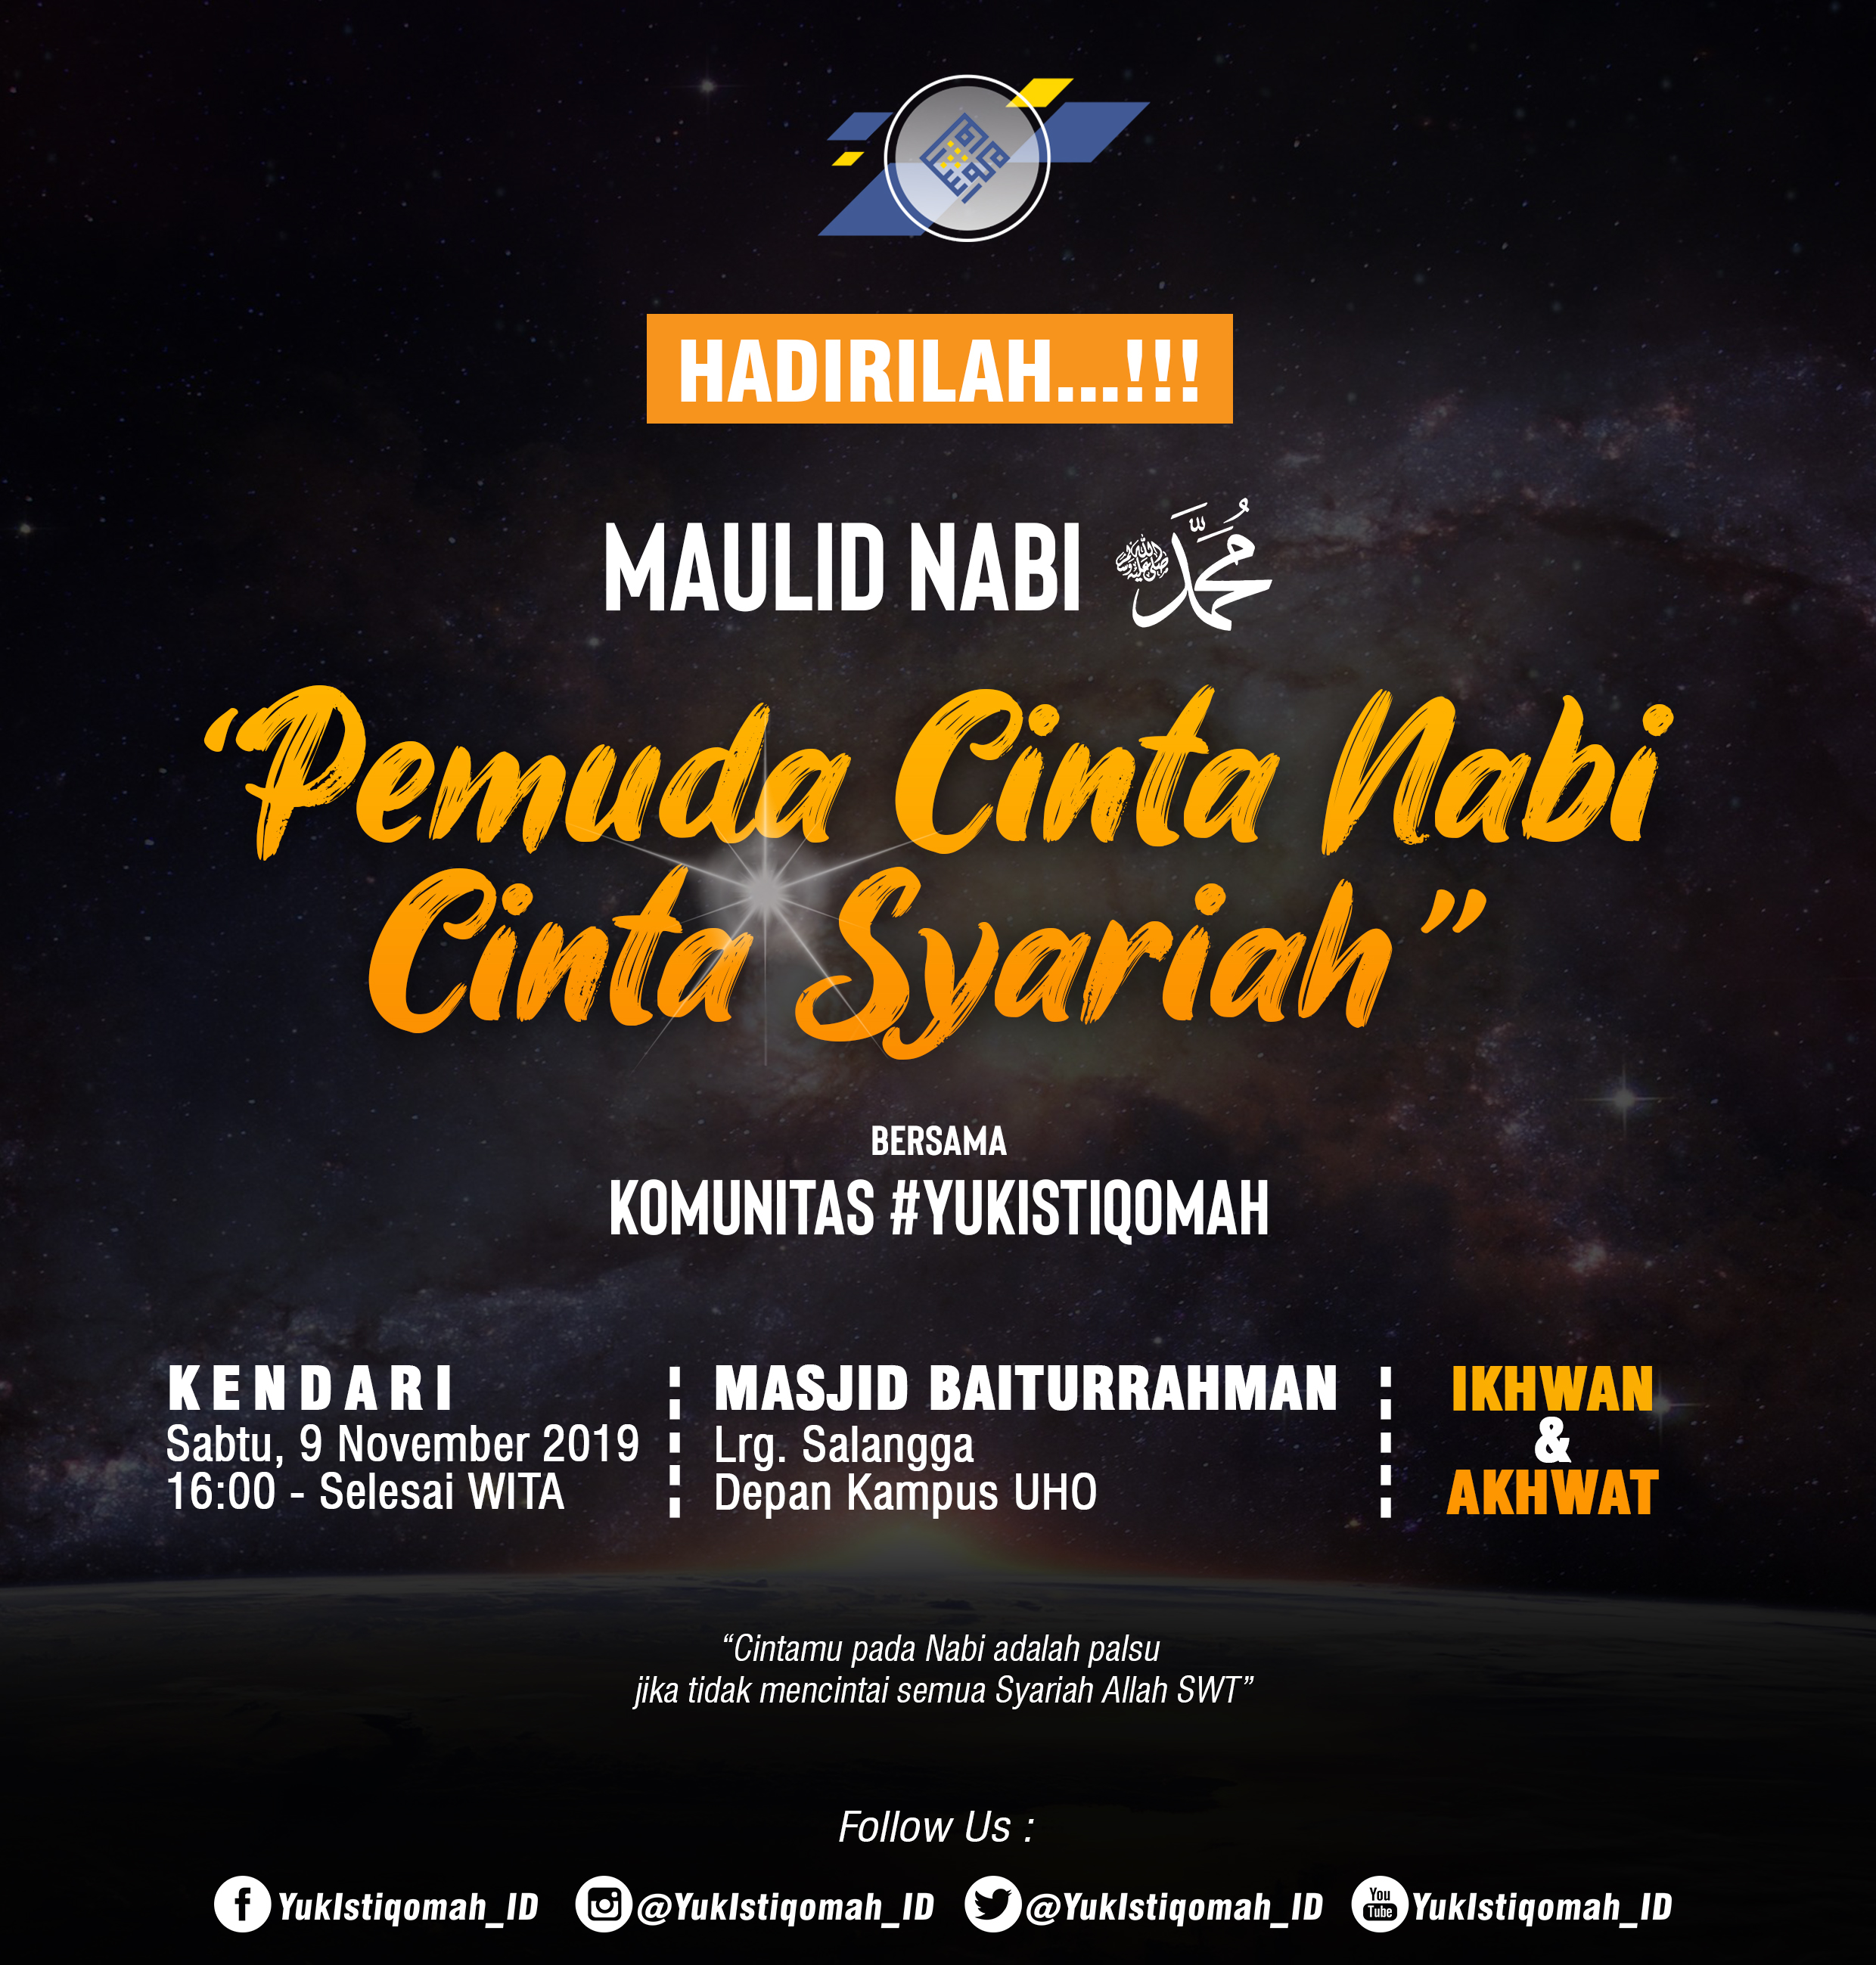 HADIRILAH...!!!
MAULID NABI مُحَمَّد ﷺ
“Pemuda Cinta Nabi
Cinta Syariah”
BERSAMA
KOMUNITAS #YUKISTIQOMAH
KENDARI
Sabtu, 9 November 2019
16:00 - Selesai WITA
MASJID BAITURRAHMAN
Lrg. Salangga
Depan Kampus UHO
IKHWAN
&
AKHWAT
“Cintamu pada Nabi adalah palsu
jika tidak mencintai semua Syariah Allah SWT”
Follow Us :
YukIstiqomah_ID @YukIstiqomah_ID @YukIstiqomah_ID You Tube YukIstiqomah_ID